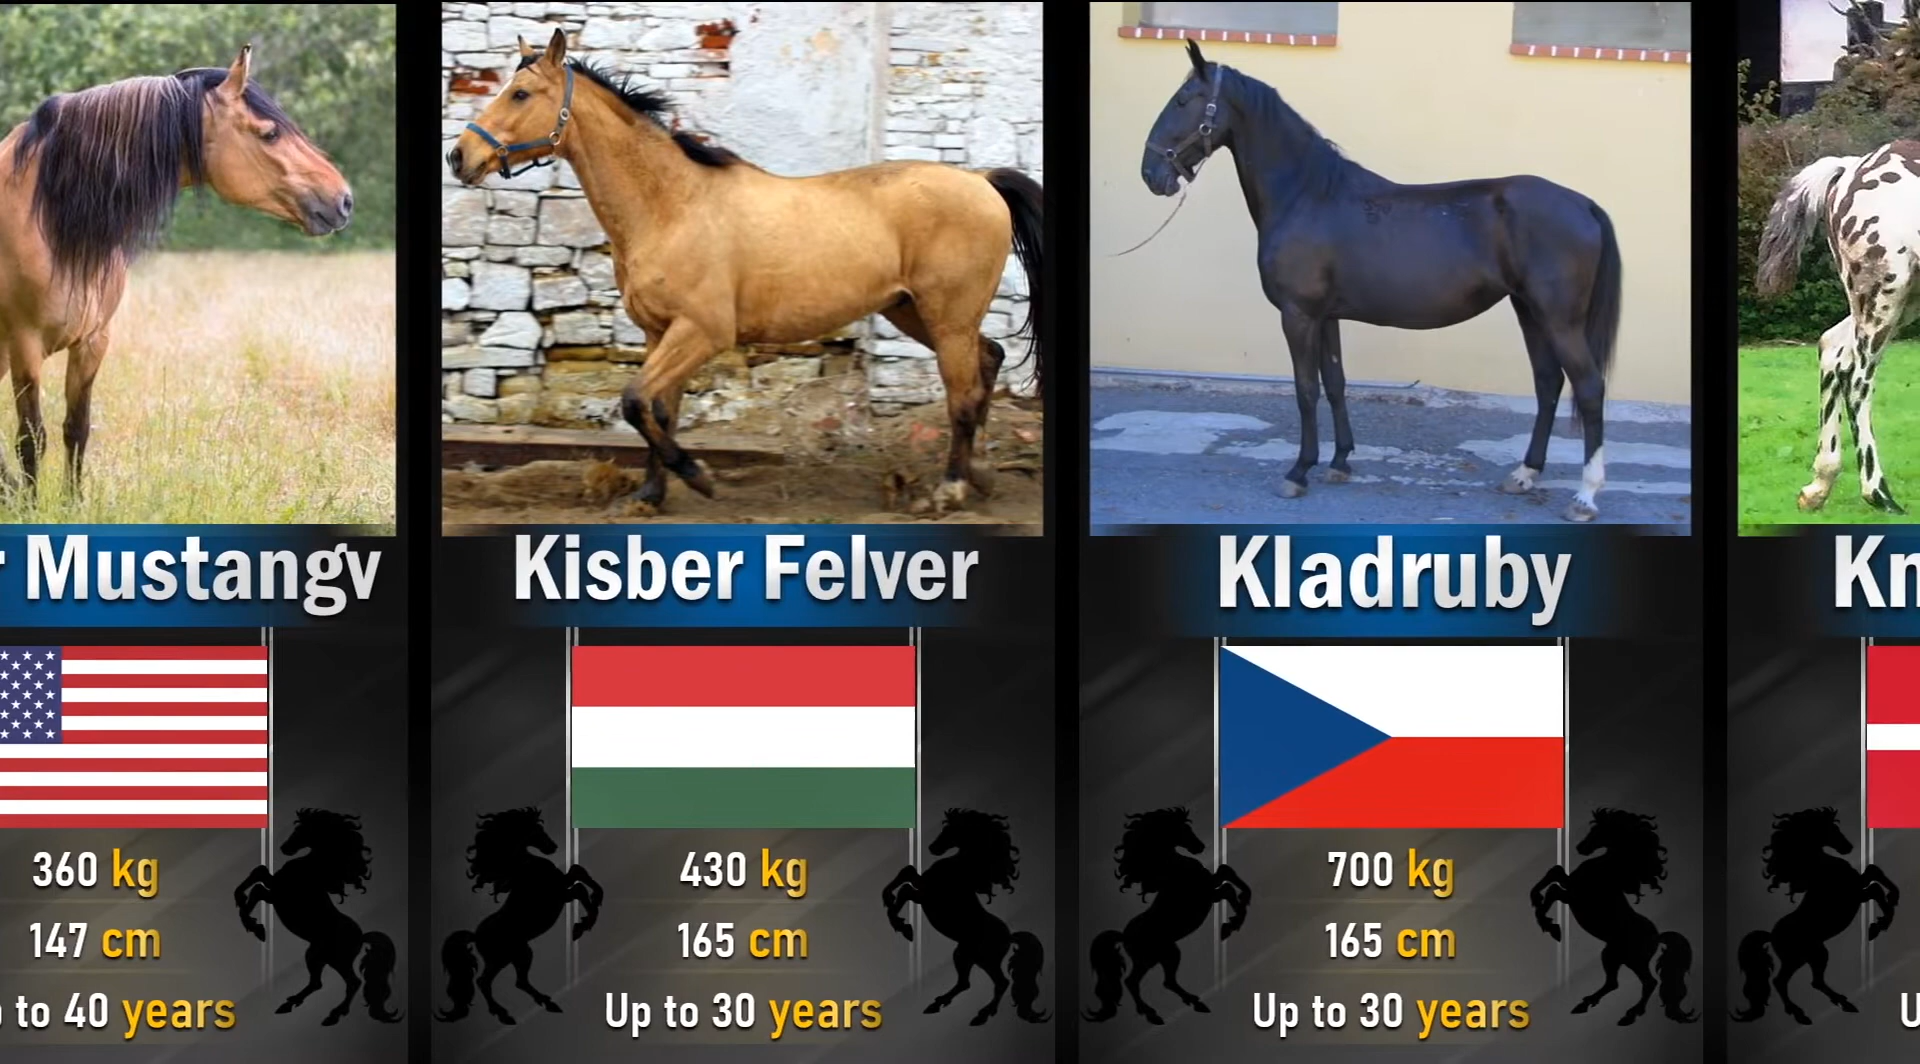 r Mustangv
Kisber Felver
Kladruby
Kn
360 kg
430 kg
700 kg
147 cm
165 cm
165 cm
to 40 years
Up to 30 years
Up to 30 years
U